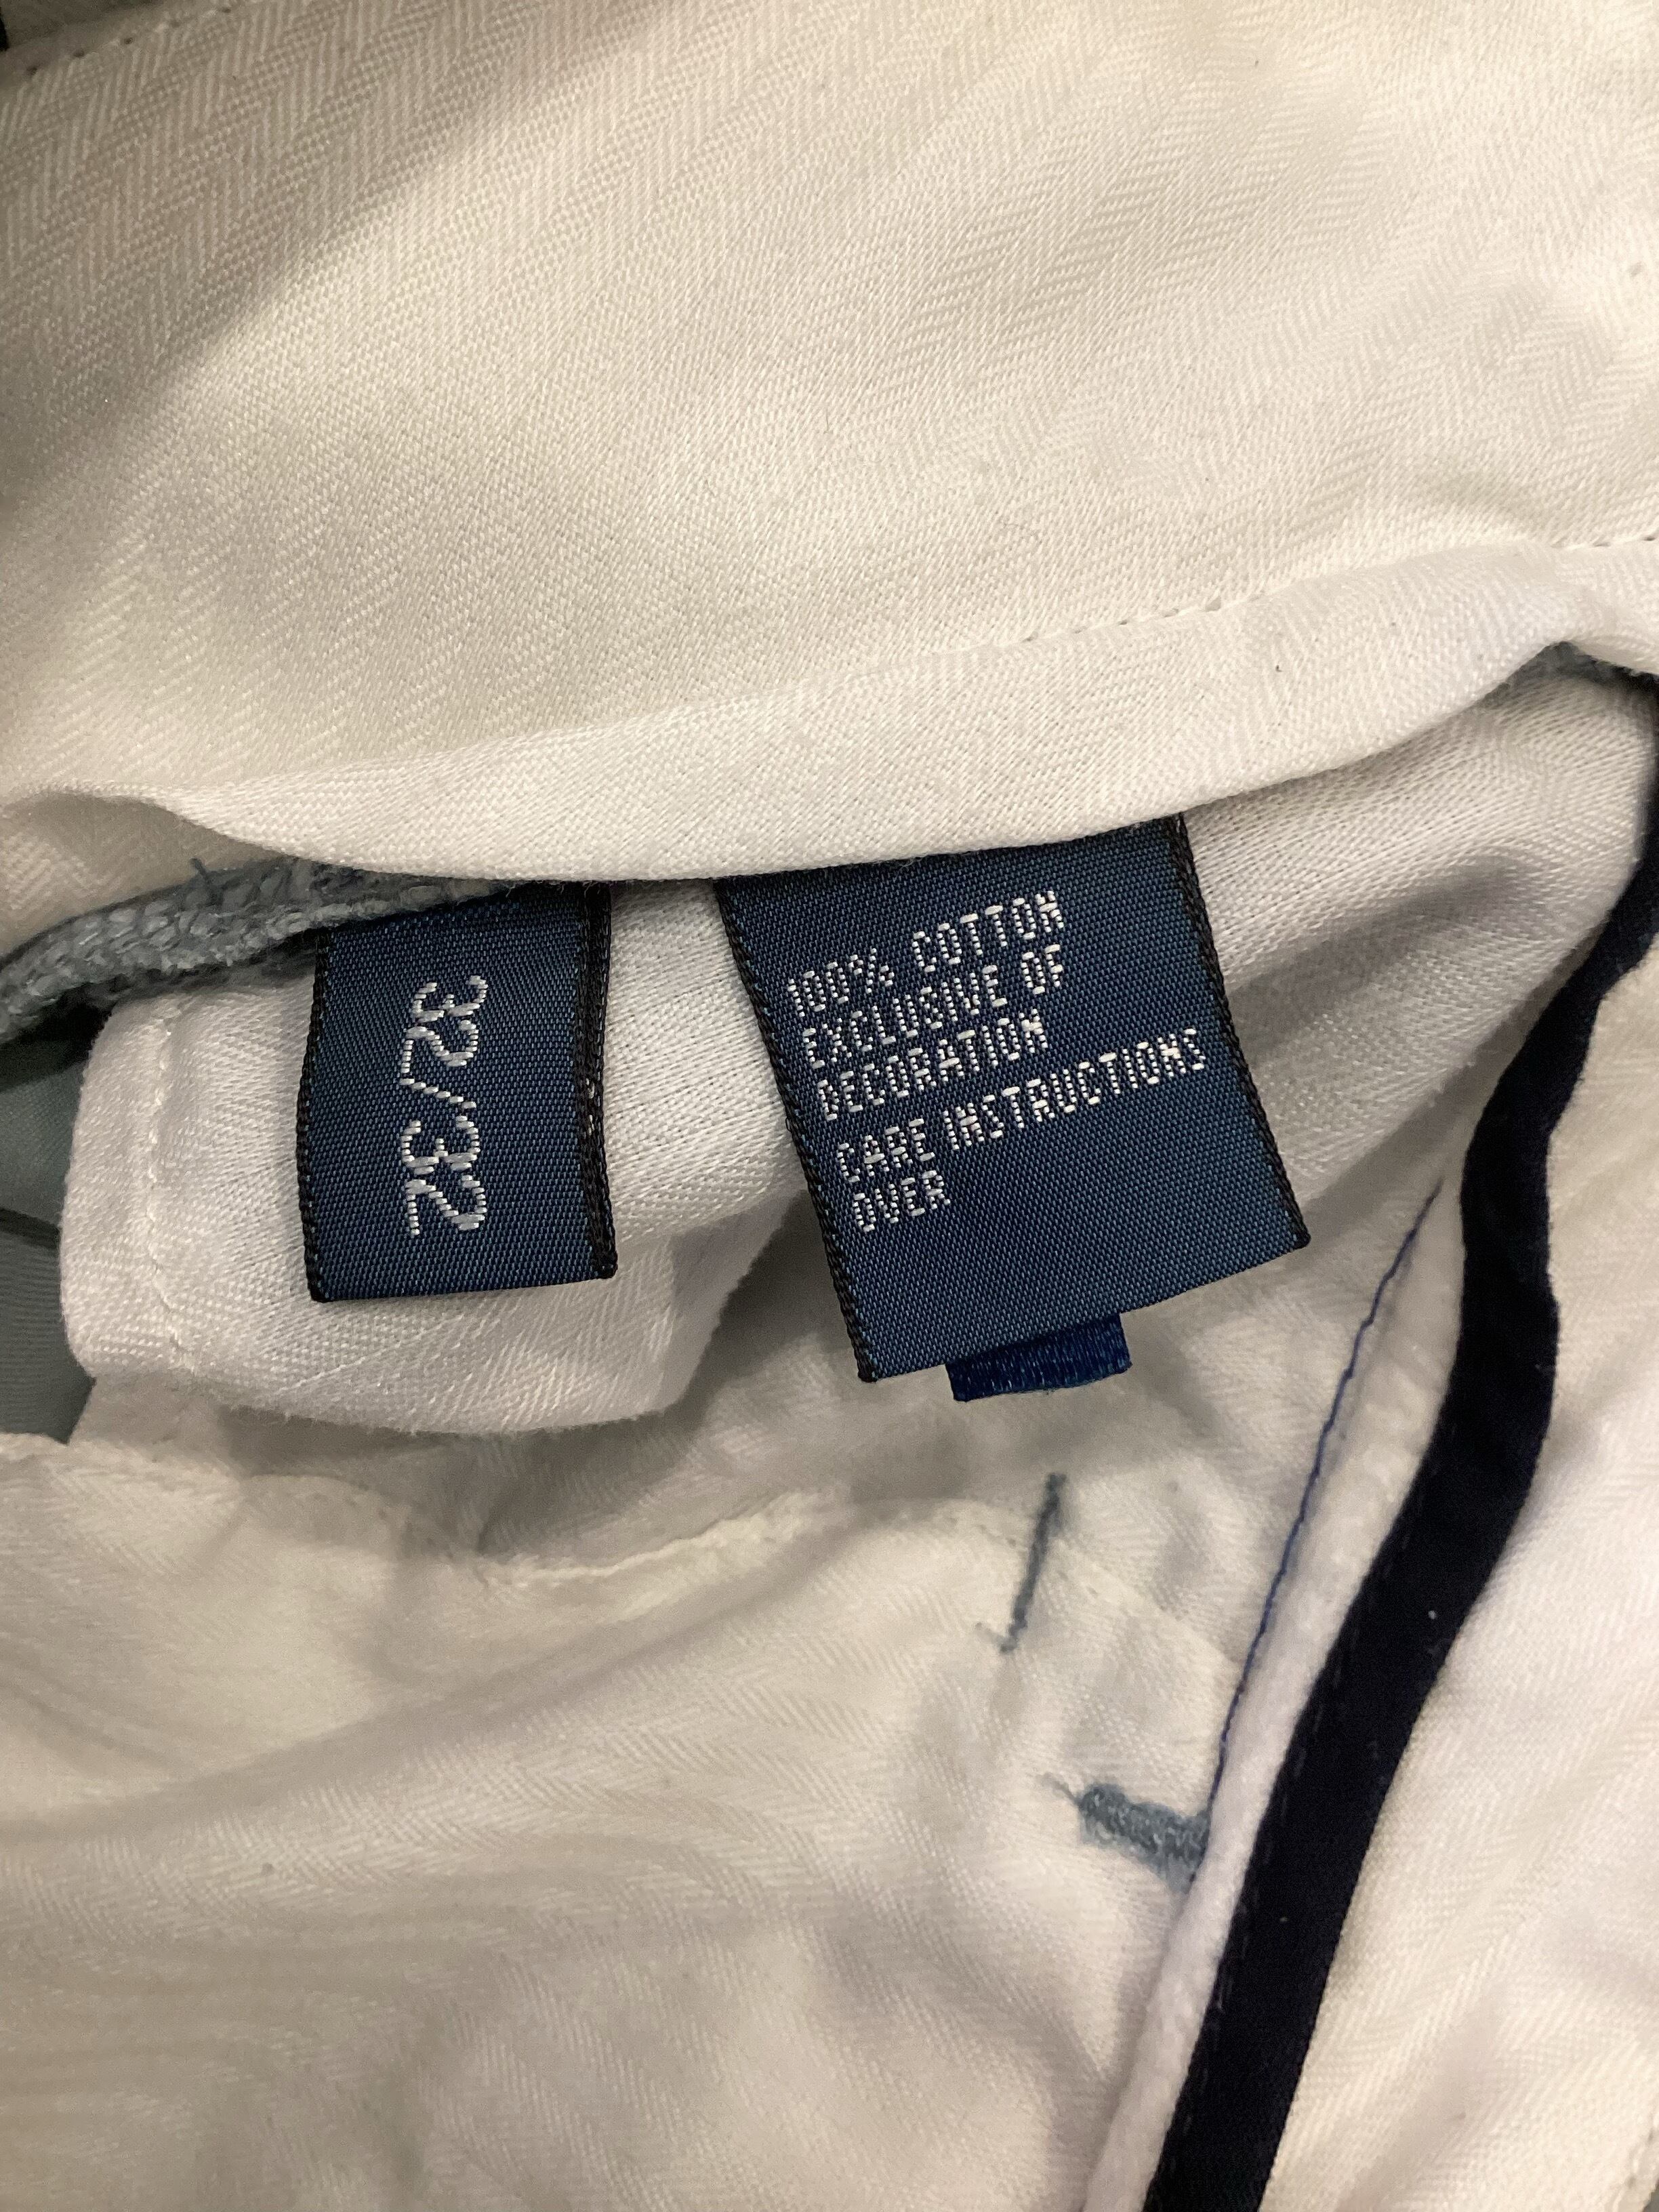 32/32
100% COTTON
EXCLUSIVE OF
DECORATION
CARE INSTRUCTIONS
OVER